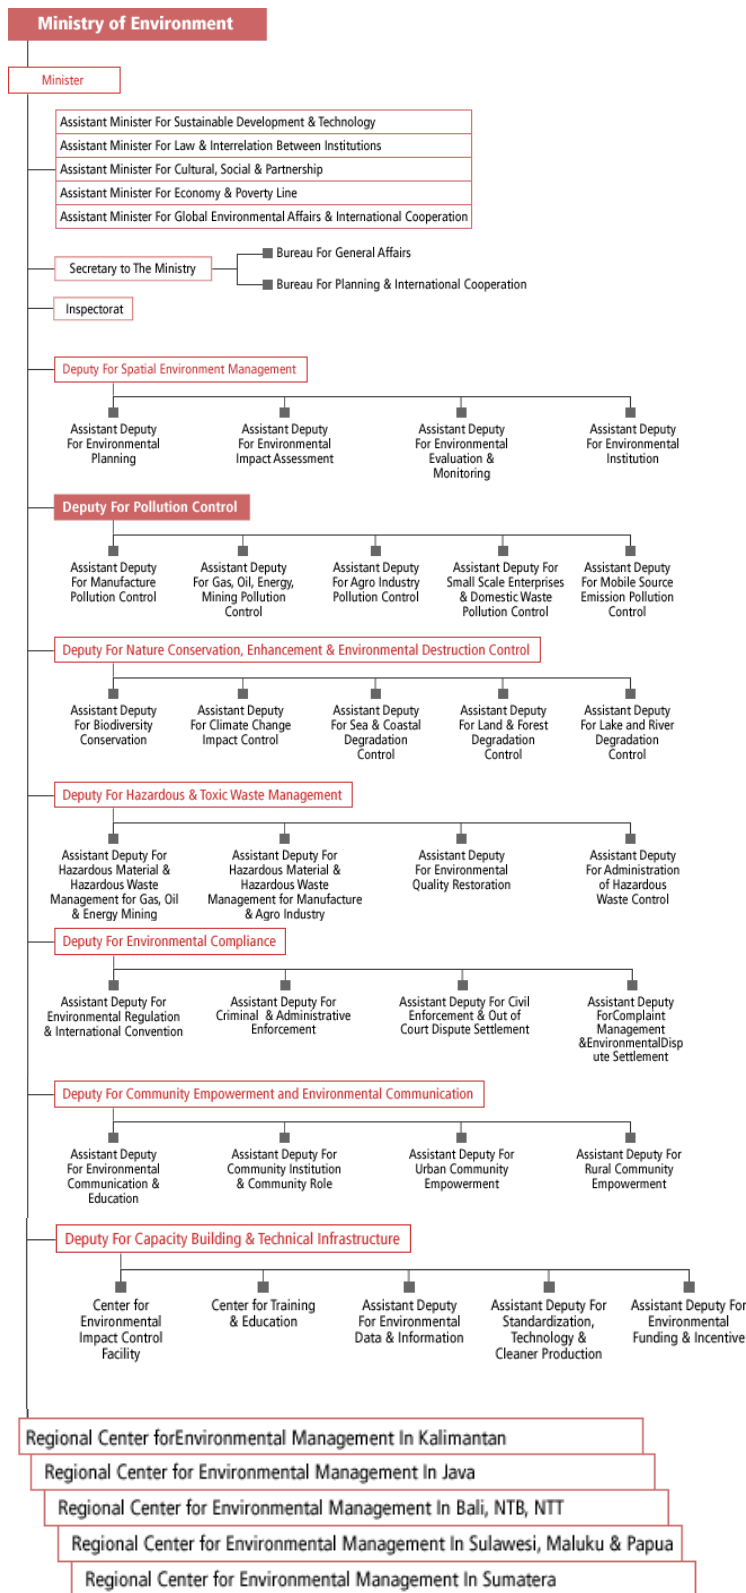 Ministry of Environment
Minister
Assistant Minister For Sustainable Development & Technology
Assistant Minister For Law & Interrelation Between Institutions
Assistant Minister For Cultural, Social & Partnership
Assistant Minister For Economy & Poverty Line
Assistant Minister For Global Environmental Affairs & International Cooperation
Secretary to The Ministry
Bureau For General Affairs
Bureau For Planning & International Cooperation
Inspectorat
Deputy For Spatial Environment Management
Assistant Deputy
For Environmental
Planning
Assistant Deputy
For Environmental
Impact Assessment
Assistant Deputy
For Environmental
Evaluation &
Monitoring
Assistant Deputy
For Environmental
Institution
Deputy For Pollution Control
Assistant Deputy
For Manufacture
Pollution Control
Assistant Deputy
For Gas, Oil, Energy,
Mining Pollution
Control
Assistant Deputy
For Agro Industry
Pollution Control
Assistant Deputy For
Small Scale Enterprises
& Domestic Waste
Pollution Control
Assistant Deputy
For Mobile Source
Emission Pollution
Control
Deputy For Nature Conservation, Enhancement & Environmental Destruction Control
Assistant Deputy
For Biodiversity
Conservation
Assistant Deputy
For Climate Change
Impact Control
Assistant Deputy
For Sea & Coastal
Degradation
Control
Assistant Deputy
For Land & Forest
Degradation
Control
Assistant Deputy
For Lake and River
Degradation
Control
Deputy For Hazardous & Toxic Waste Management
Assistant Deputy For
Hazardous Material &
Hazardous Waste
Management for Gas, Oil
& Energy Mining
Assistant Deputy For
Hazardous Material &
Hazardous Waste
Management for Manufacture
& Agro Industry
Assistant Deputy
For Environmental
Quality Restoration
Assistant Deputy
For Administration
of Hazardous
Waste Control
Deputy For Environmental Compliance
Assistant Deputy For
Environmental Regulation
& International Convention
Assistant Deputy For
Criminal & Administrative
Enforcement
Assistant Deputy For Civil
Enforcement & Out of
Court Dispute Settlement
Assistant Deputy
ForComplaint
Management
&EnvironmentalDisp
ute Settlement
Deputy For Community Empowerment and Environmental Communication
Assistant Deputy
For Environmental
Communication &
Education
Assistant Deputy For
Community Institution
& Community Role
Assistant Deputy For
Urban Community
Empowerment
Assistant Deputy For
Rural Community
Empowerment
Deputy For Capacity Building & Technical Infrastructure
Center for
Environmental
Impact Control
Facility
Center for Training
& Education
Assistant Deputy
For Environmental
Data & Information
Assistant Deputy For
Standardization,
Technology &
Cleaner Production
Assistant Deputy For
Environmental
Funding & Incentive
Regional Center forEnvironmental Management In Kalimantan
Regional Center for Environmental Management In Java
Regional Center for Environmental Management In Bali, NTB, NTT
Regional Center for Environmental Management In Sulawesi, Maluku & Papua
Regional Center for Environmental Management In Sumatera